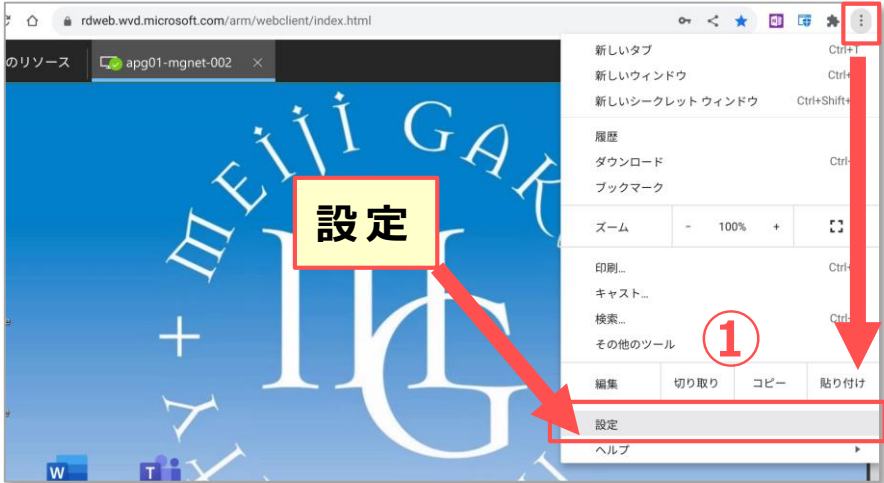 rdweb.wvd.microsoft.com/arm/webclient/index.html
のリソース
apg01-mgnet-002
新しいタブ Ctrl+T
新しいウィンドウ Ctrl+
新しいシークレット ウィンドウ Ctrl+Shift+
履歴
ダウンロード Ctrl+
ブックマーク
ズーム - 100% +
印刷... Ctrl+
キャスト...
検索... Ctrl+
その他のツール
編集 切り取り コピー 貼り付け
設定
ヘルプ
設定
①
MEIJI GAK
MG
W
T